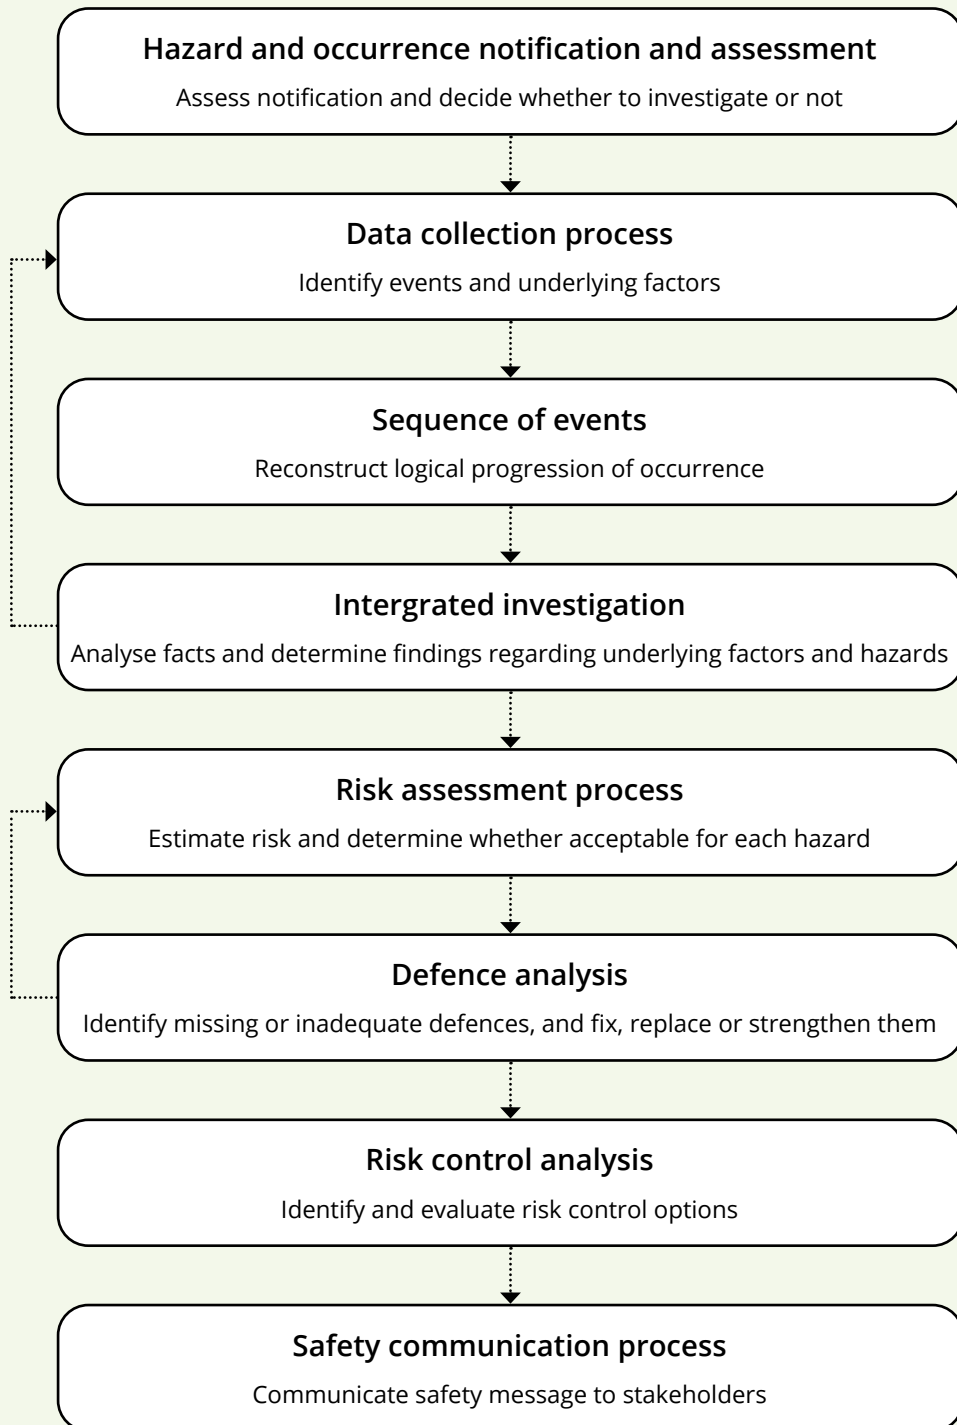 Hazard and occurrence notification and assessment
Assess notification and decide whether to investigate or not
Data collection process
Identify events and underlying factors
Sequence of events
Reconstruct logical progression of occurrence
Intergrated investigation
Analyse facts and determine findings regarding underlying factors and hazards
Risk assessment process
Estimate risk and determine whether acceptable for each hazard
Defence analysis
Identify missing or inadequate defences, and fix, replace or strengthen them
Risk control analysis
Identify and evaluate risk control options
Safety communication process
Communicate safety message to stakeholders